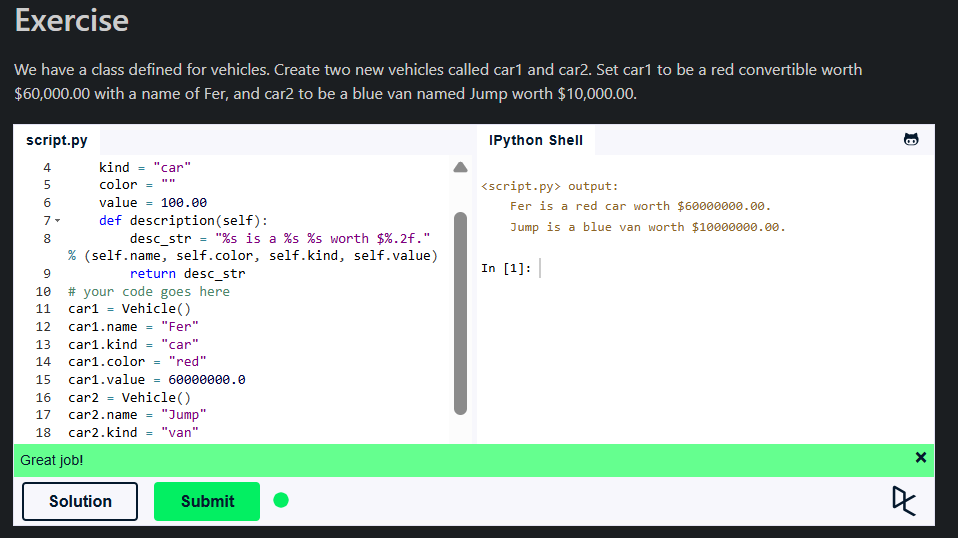 Exercise
We have a class defined for vehicles. Create two new vehicles called car1 and car2. Set car1 to be a red convertible worth
$60,000.00 with a name of Fer, and car2 to be a blue van named Jump worth $10,000.00.
script.py
4 kind = "car"
5 color = ""
6 value = 100.00
7 def description(self):
8 desc_str = "%s is a %s %s worth $%.2f."
% (self.name, self.color, self.kind, self.value)
9 return desc_str
10 # your code goes here
11 car1 = Vehicle()
12 car1.name = "Fer"
13 car1.kind = "car"
14 car1.color = "red"
15 car1.value = 60000000.0
16 car2 = Vehicle()
17 car2.name = "Jump"
18 car2.kind = "van"
IPython Shell
<script.py> output:
Fer is a red car worth $60000000.00.
Jump is a blue van worth $10000000.00.
In [1]:
Great job!
Solution
Submit